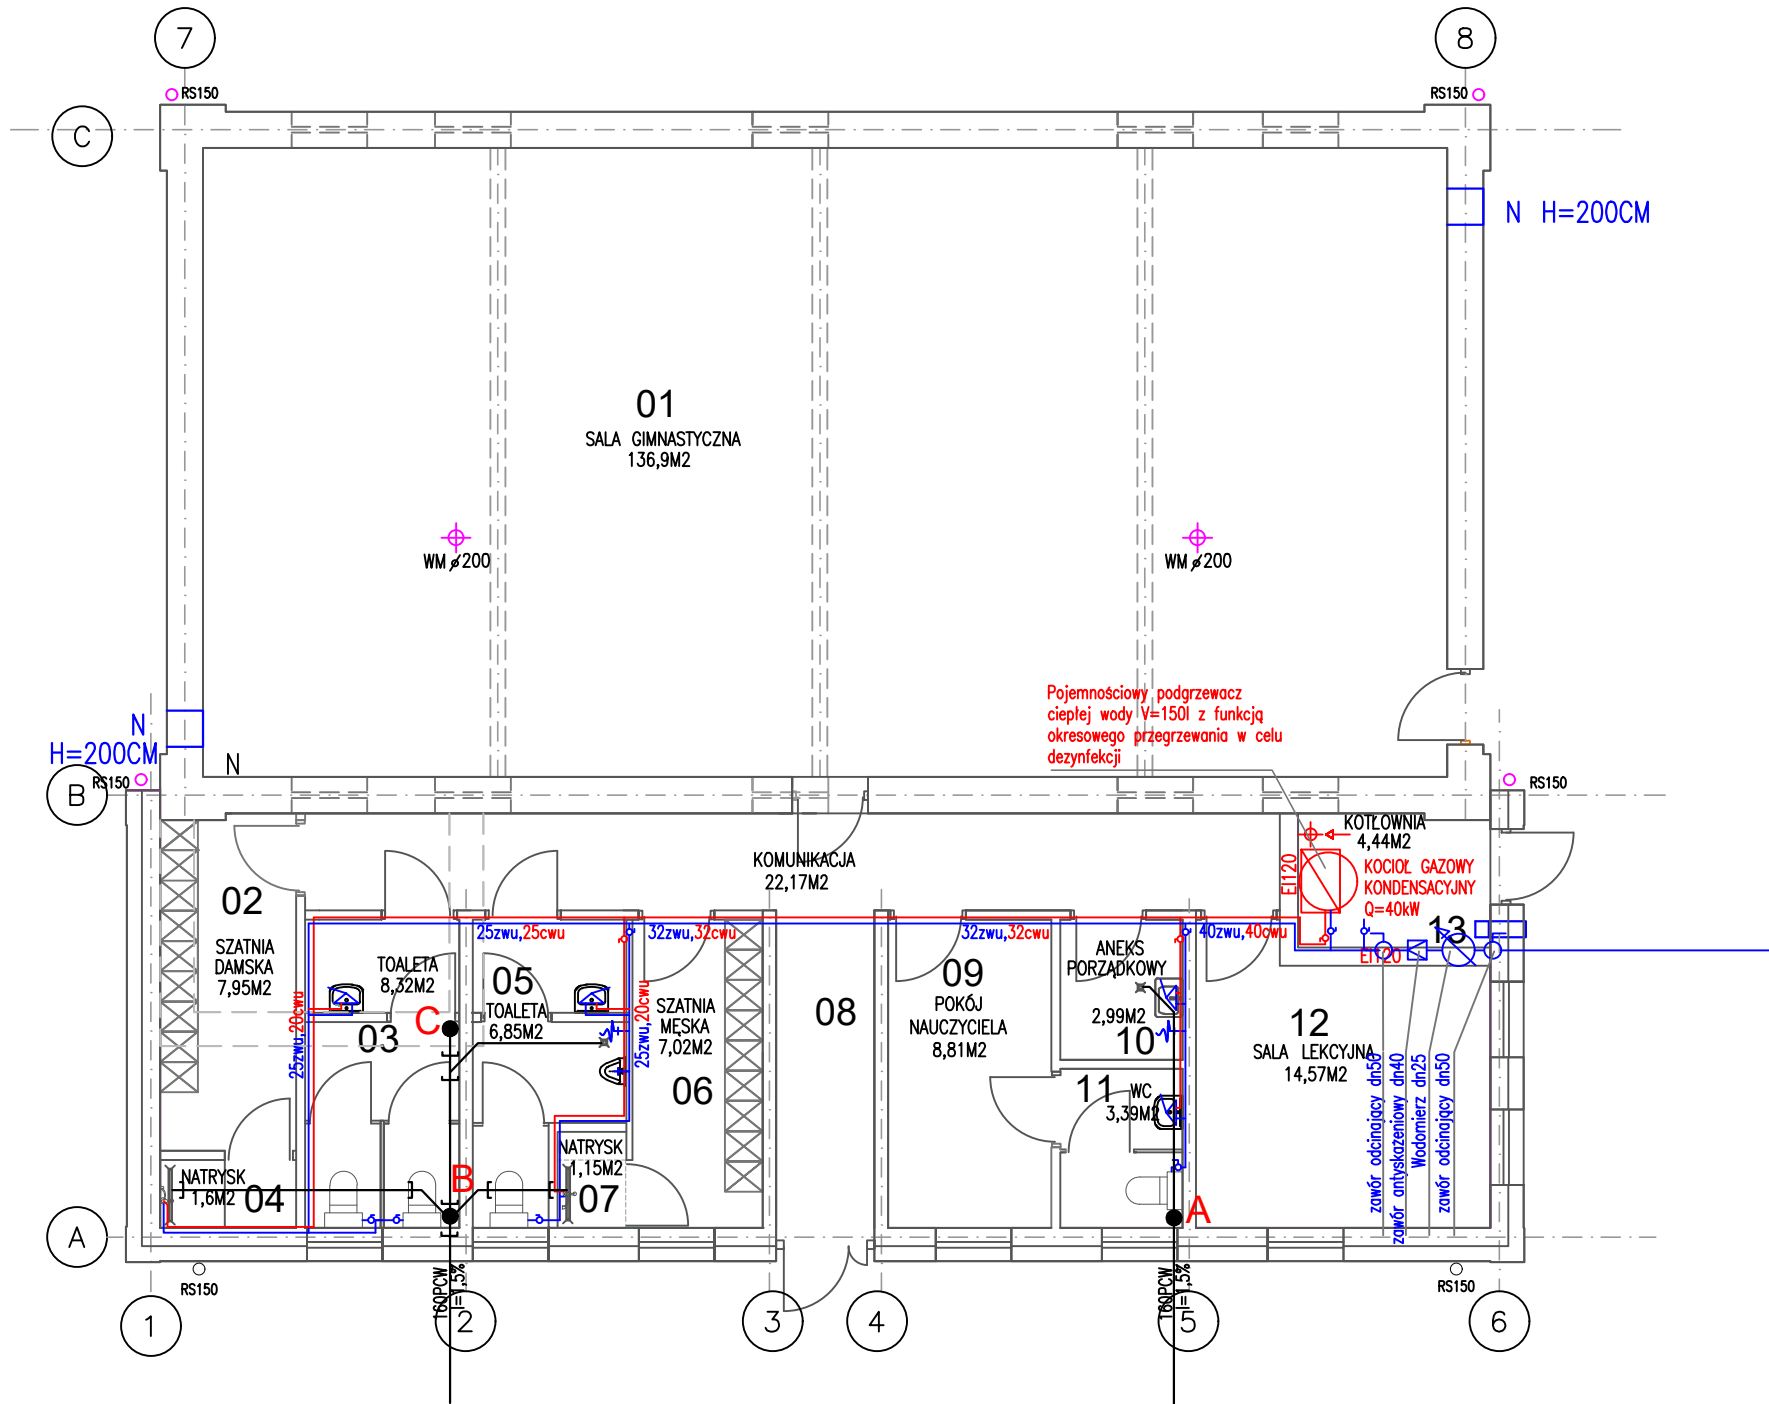 7
8
RS150
RS150
C
N H=200CM
01
SALA GIMNASTYCZNA
136,9M2
WM ⌀200
WM ⌀200
Pojemnościowy podgrzewacz
ciepłej wody V=150l z funkcją
okresowego przegrzewania w celu
dezynfekcji
N
H=200CM
N
RS150
B
RS150
KOTŁOWNIA
4,44M2
EI120
KOCIOŁ GAZOWY
KONDENSACYJNY
Q=40kW
13
EI120
KOMUNIKACJA
22,17M2
02
SZATNIA
DAMSKA
7,95M2
25zwu,25cwu
32zwu,32cwu
32zwu,32cwu
40zwu,40cwu
TOALETA
8,32M2
03
C
05
TOALETA
6,85M2
SZATNIA
MĘSKA
7,02M2
06
08
09
POKÓJ
NAUCZYCIELA
8,81M2
ANEKS
PORZĄDKOWY
2,99M2
10
11
WC
3,39M2
12
SALA LEKCYJNA
14,57M2
25zwu,20cwu
25zwu,20cwu
zawór odcinający dn50
zawór antyskażeniowy dn40
Wodomierz dn25
zawór odcinający dn50
NATRYSK
1,6M2
04
B
NATRYSK
1,15M2
07
A
A
RS150
RS150
160PCW
I=1,5%
160PCW
I=1,5%
1
2
3
4
5
6